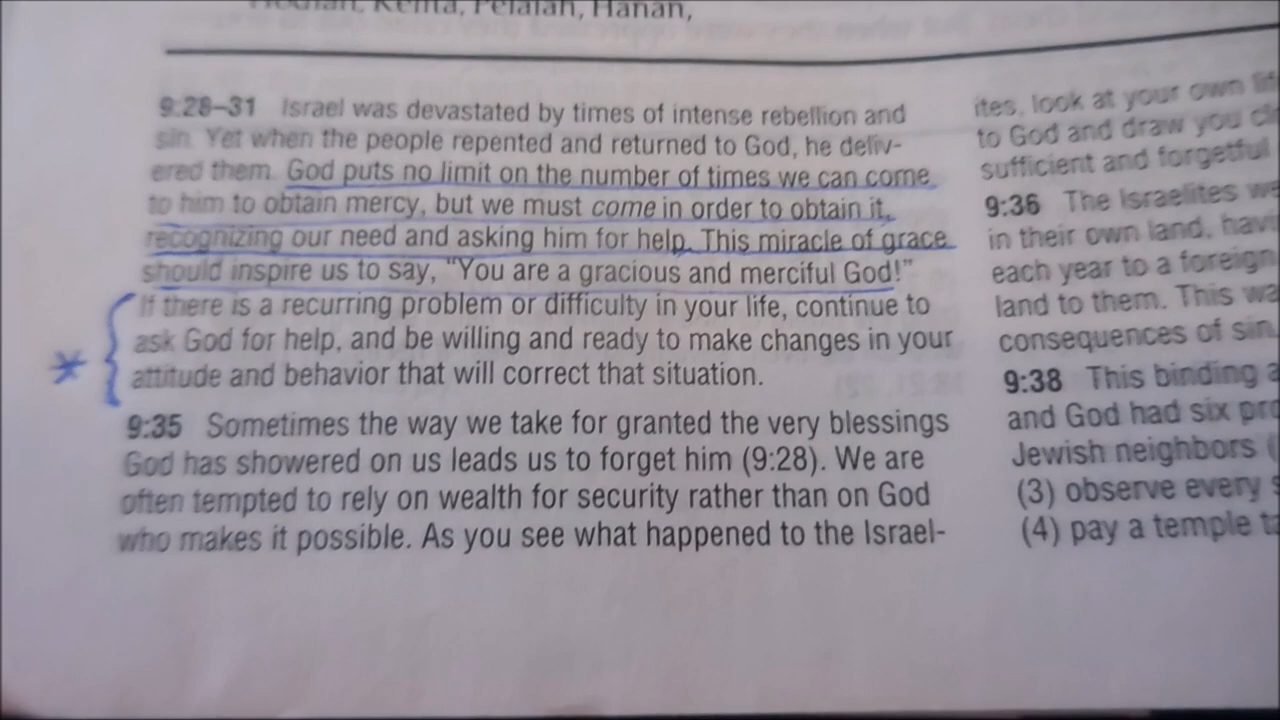 Kenta, Pelaiah, Hanan,
9:28–31 Israel was devastated by times of intense rebellion and
sin. Yet when the people repented and returned to God, he deliv-
ered them. God puts no limit on the number of times we can come
to him to obtain mercy, but we must come in order to obtain it,
recognizing our need and asking him for help. This miracle of grace
should inspire us to say, “You are a gracious and merciful God!”
If there is a recurring problem or difficulty in your life, continue to
ask God for help, and be willing and ready to make changes in your
attitude and behavior that will correct that situation.
9:35 Sometimes the way we take for granted the very blessings
God has showered on us leads us to forget him (9:28). We are
often tempted to rely on wealth for security rather than on God
who makes it possible. As you see what happened to the Israel-
ites, look at your own
to God and draw you
sufficient and forgetful
9:36 The Israelites
in their own land,
each year to a
land to them. This
consequences of sin.
9:38 This binding
and God had six
Jewish neighbors
(3) observe every
(4) pay a temple